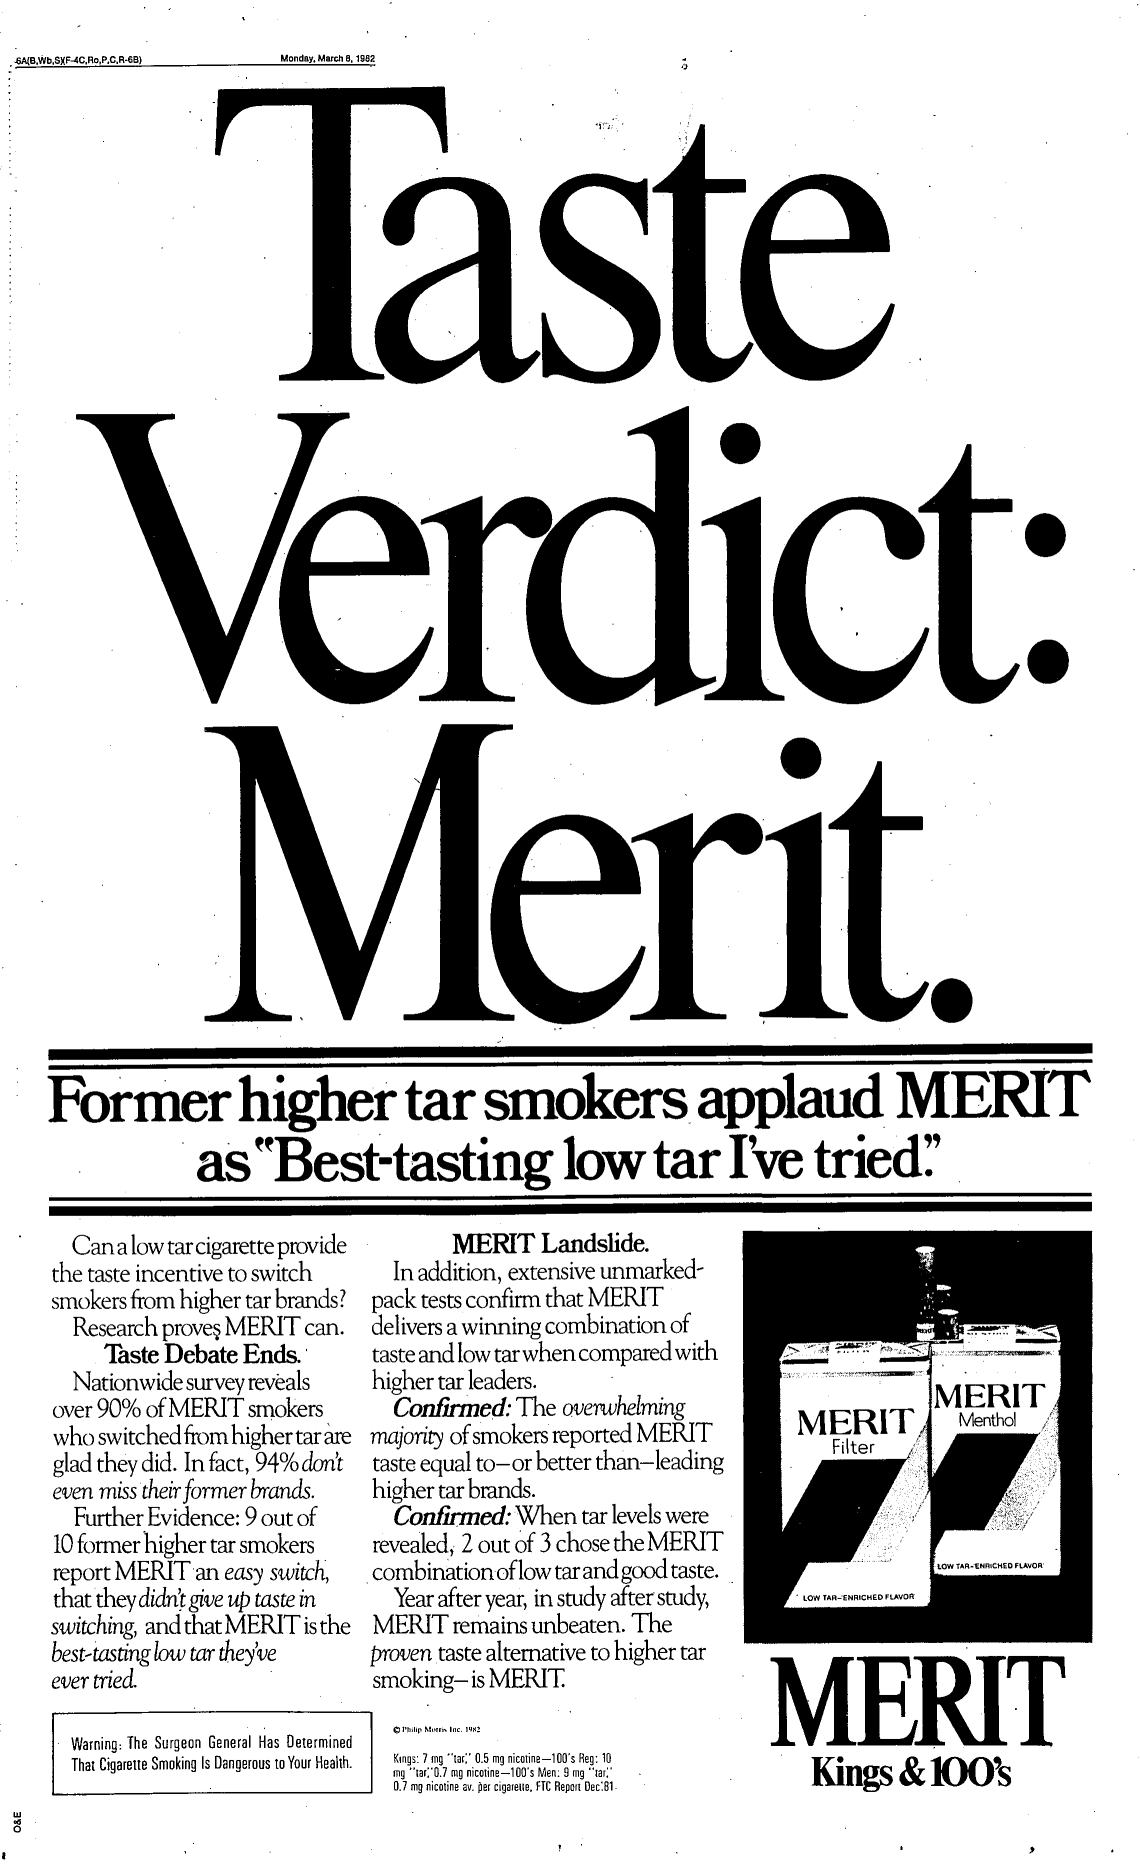 6A(B,Wb,S)(F-4C,Ro,P,C,R-6B)
Monday, March 8, 1982
Taste
Verdict:
Merit.
Former higher tar smokers applaud MERIT
as "Best-tasting low tar I've tried."
Can a low tar cigarette provide
the taste incentive to switch
smokers from higher tar brands?
Research proves MERIT can.
Taste Debate Ends.
Nationwide survey reveals
over 90% of MERIT smokers
who switched from higher tar are
glad they did. In fact, 94% don't
even miss their former brands.
Further Evidence: 9 out of
10 former higher tar smokers
report MERIT an easy switch,
that they didn't give up taste in
switching, and that MERIT is the
best-tasting low tar they've
ever tried.
MERIT Landslide.
In addition, extensive unmarked-
pack tests confirm that MERIT
delivers a winning combination of
taste and low tar when compared with
higher tar leaders.
Confirmed: The overwhelming
majority of smokers reported MERIT
taste equal to—or better than—leading
higher tar brands.
Confirmed: When tar levels were
revealed, 2 out of 3 chose the MERIT
combination of low tar and good taste.
Year after year, in study after study,
MERIT remains unbeaten. The
proven taste alternative to higher tar
smoking—is MERIT.
MERIT
Filter
LOW TAR-'ENRICHED FLAVOR'
MERIT
Menthol
LOW TAR-'ENRICHED FLAVOR'
MERIT
Kings & 100's
Warning: The Surgeon General Has Determined
That Cigarette Smoking Is Dangerous to Your Health.
© Philip Morris Inc. 1982
Kings: 7 mg "tar," 0.5 mg nicotine—100's Reg: 10
mg "tar," 0.7 mg nicotine—100's Men: 9 mg "tar,"
0.7 mg nicotine av. per cigarette, FTC Report Dec.'81
O&E